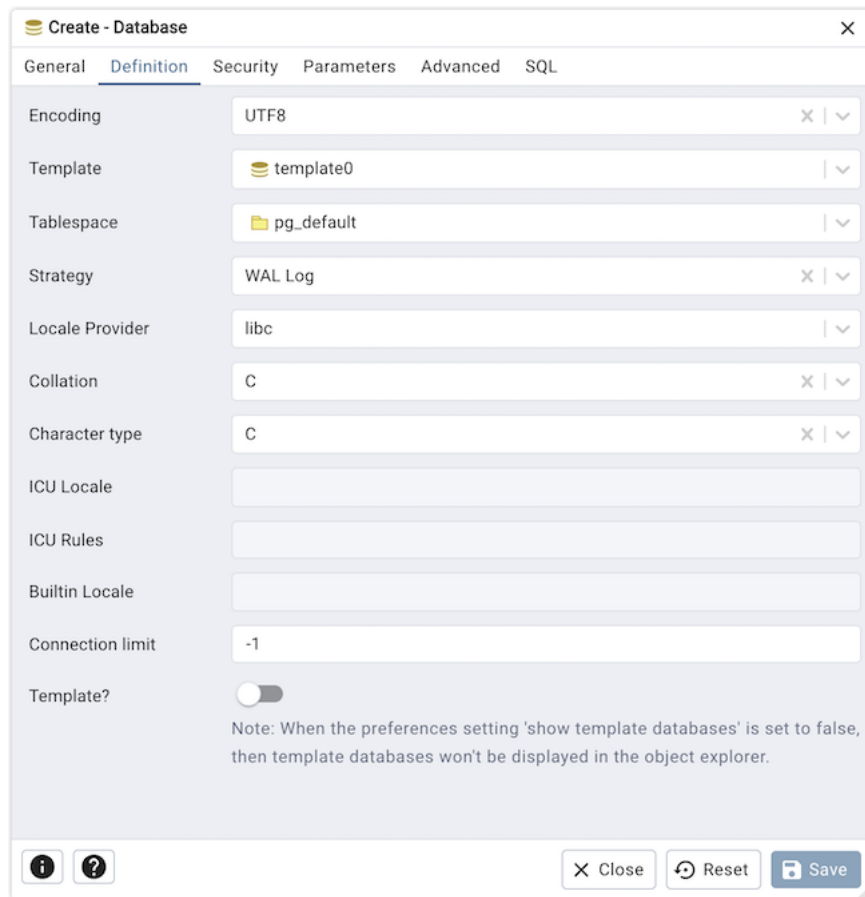 Create - Database
General Definition Security Parameters Advanced SQL
Encoding UTF8
Template template0
Tablespace pg_default
Strategy WAL Log
Locale Provider libc
Collation C
Character type C
ICU Locale
ICU Rules
Builtin Locale
Connection limit -1
Template?
Note: When the preferences setting 'show template databases' is set to false,
then template databases won't be displayed in the object explorer.
Close Reset Save